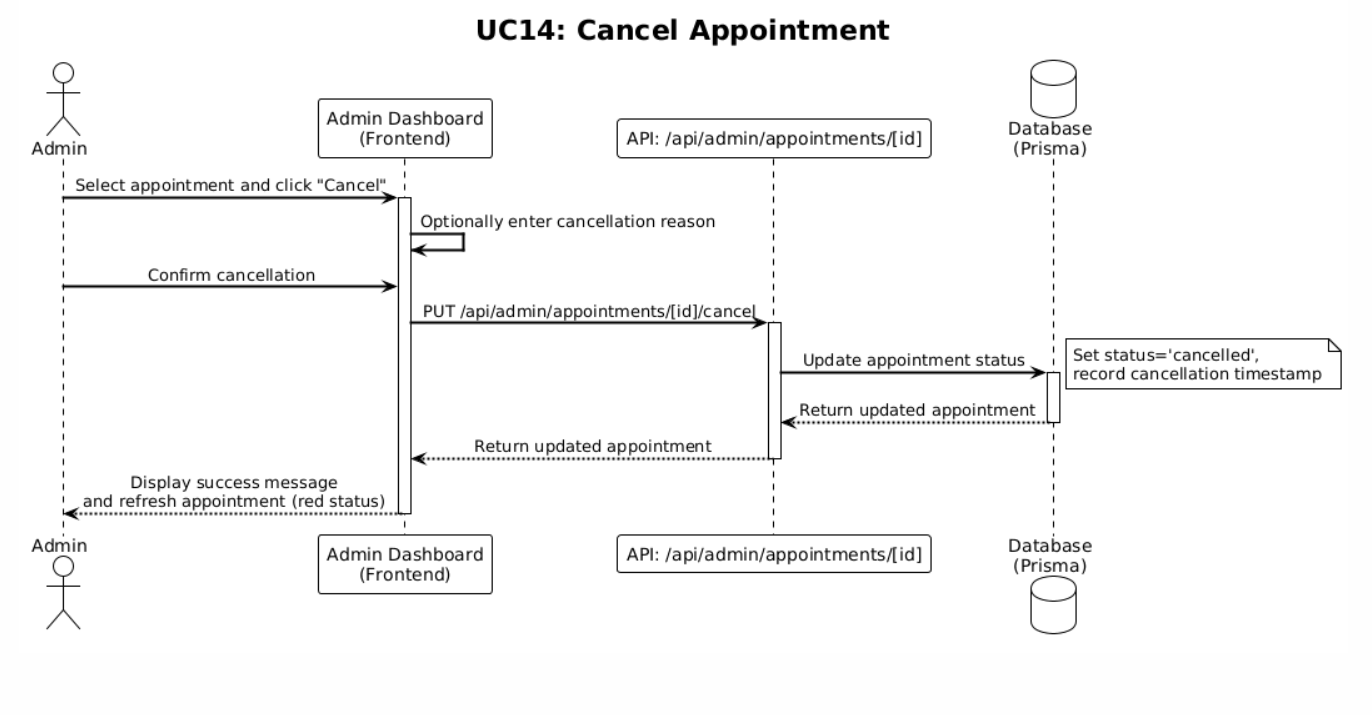 UC14: Cancel Appointment
Admin
Admin Dashboard
(Frontend)
API: /api/admin/appointments/[id]
Database
(Prisma)
Select appointment and click "Cancel"
Optionally enter cancellation reason
Confirm cancellation
PUT /api/admin/appointments/[id]/cancel
Update appointment status
Set status='cancelled',
record cancellation timestamp
Return updated appointment
Return updated appointment
Display success message
and refresh appointment (red status)
Admin
Admin Dashboard
(Frontend)
API: /api/admin/appointments/[id]
Database
(Prisma)